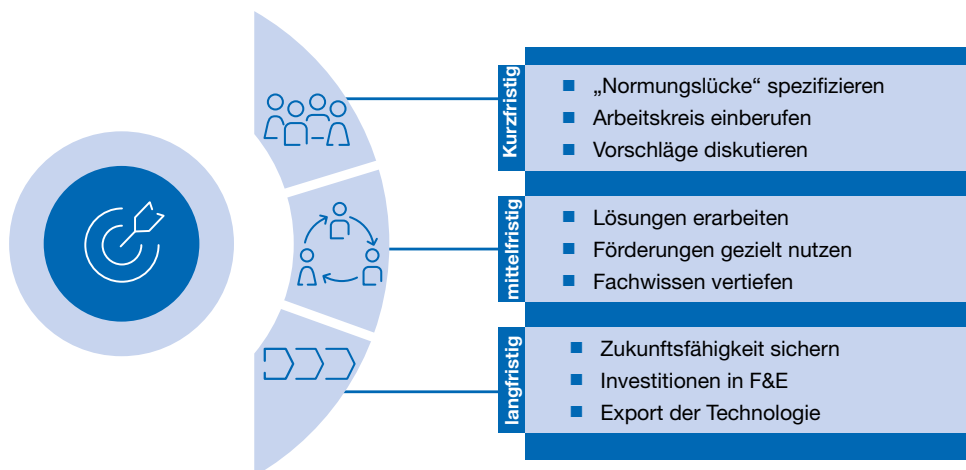 Kurzfristig
„Normungslücke“ spezifizieren
Arbeitskreis einberufen
Vorschläge diskutieren
mittelfristig
Lösungen erarbeiten
Förderungen gezielt nutzen
Fachwissen vertiefen
langfristig
Zukunftsfähigkeit sichern
Investitionen in F&E
Export der Technologie